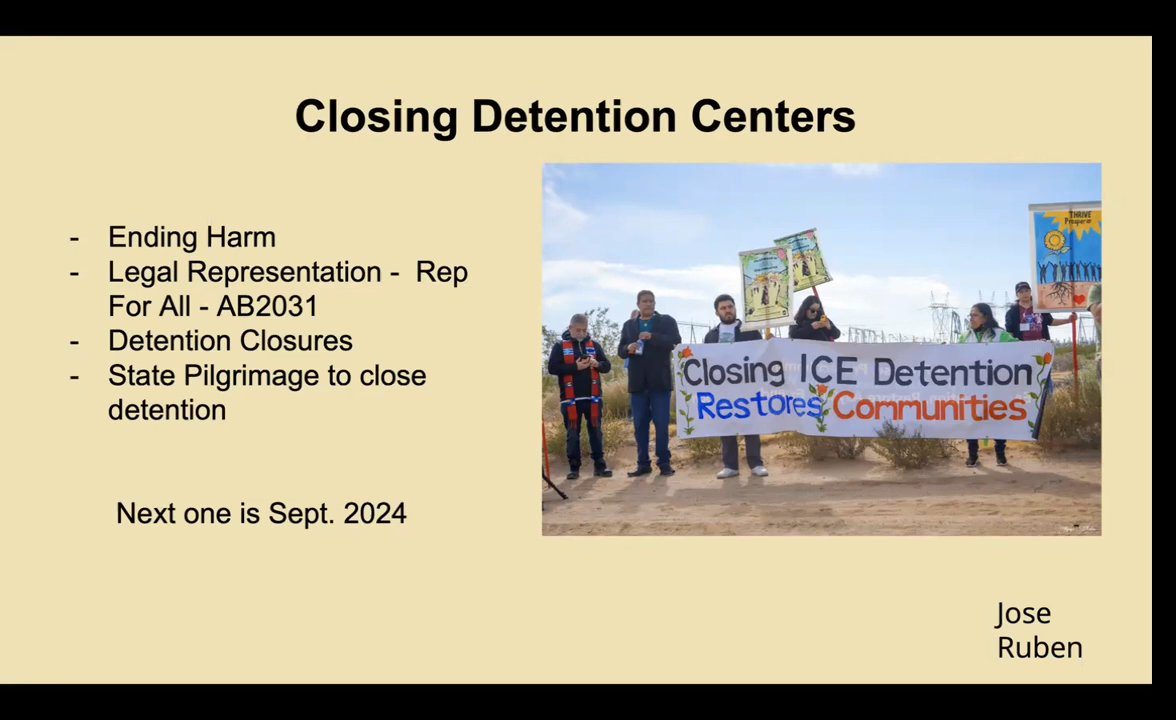 Closing Detention Centers
- Ending Harm
- Legal Representation - Rep
For All - AB2031
- Detention Closures
- State Pilgrimage to close
detention
Next one is Sept. 2024
THRIVE
Closing ICE Detention
Restores Communities
Jose
Ruben